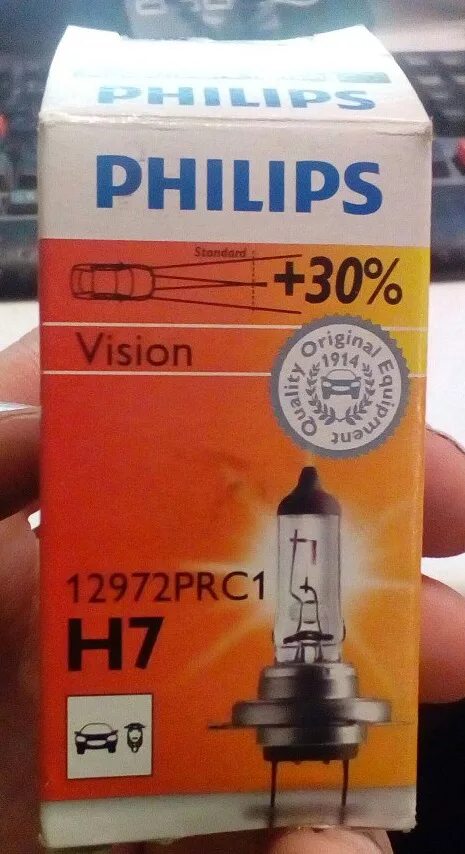 PHILIPS
PHILIPS
Standard
+30%
Vision
Quality Original Equipment
1914
12972PRC1
H7